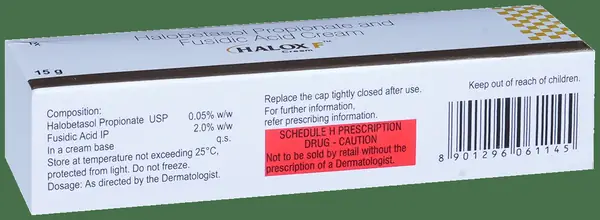 Rx
Halobetasol Propionate and
Fusidic Acid Cream
HALOX F™
Cream
15 g
Composition:
Halobetasol Propionate USP 0.05% w/w
Fusidic Acid IP 2.0% w/w
In a cream base q.s.
Store at temperature not exceeding 25°C,
protected from light. Do not freeze.
Dosage: As directed by the Dermatologist.
Replace the cap tightly closed after use.
For further information,
refer prescribing information.
SCHEDULE H PRESCRIPTION
DRUG - CAUTION
Not to be sold by retail without the
prescription of a Dermatologist.
Keep out of reach of children.
8 901296 061145